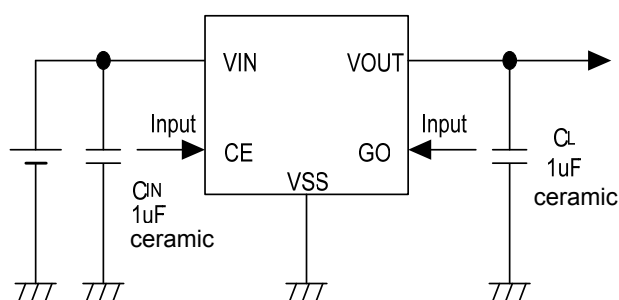 VIN
VOUT
Input
Input
CE
GO
VSS
CIN
1uF
ceramic
CL
1uF
ceramic